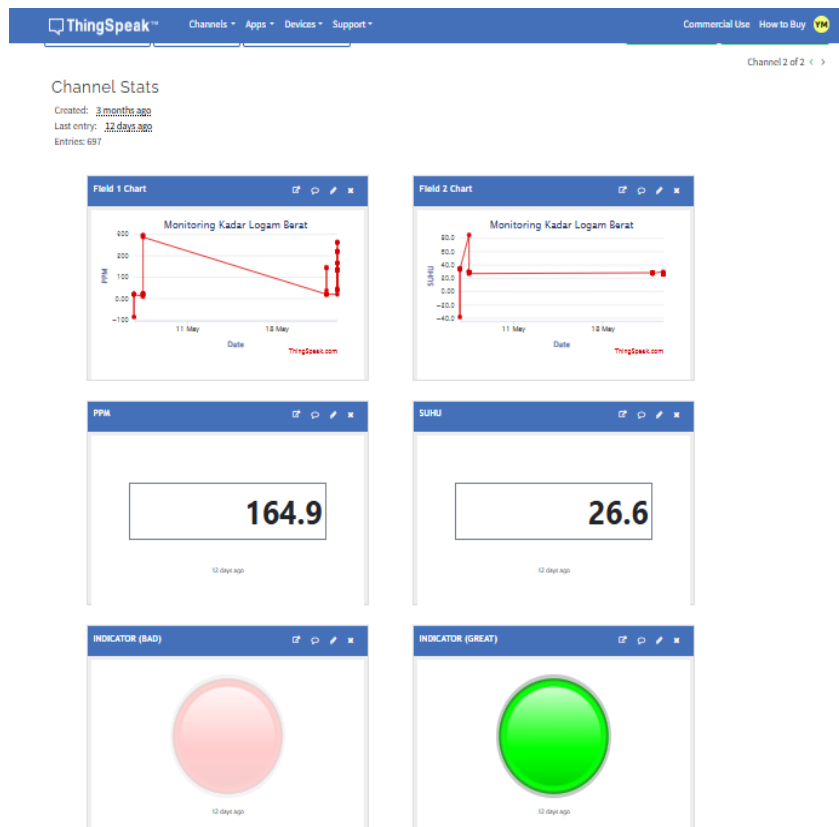 ThingSpeak™ Channels Apps Devices Support Commercial Use How to Buy YM
Channel 2 of 2 < >
Channel Stats
Created: 3 months ago
Last entry: 12 days ago
Entries: 697
Field 1 Chart
Monitoring Kadar Logam Berat
200
100
0.00
-100
PPM
11 May 18 May
Date
ThingSpeak.com
Field 2 Chart
Monitoring Kadar Logam Berat
60.0
40.0
20.0
0.00
-20.0
-40.0
SUHU
11 May 18 May
Date
ThingSpeak.com
PPM
164.9
12 days ago
SUHU
26.6
12 days ago
INDICATOR (BAD)
12 days ago
INDICATOR (GREAT)
12 days ago